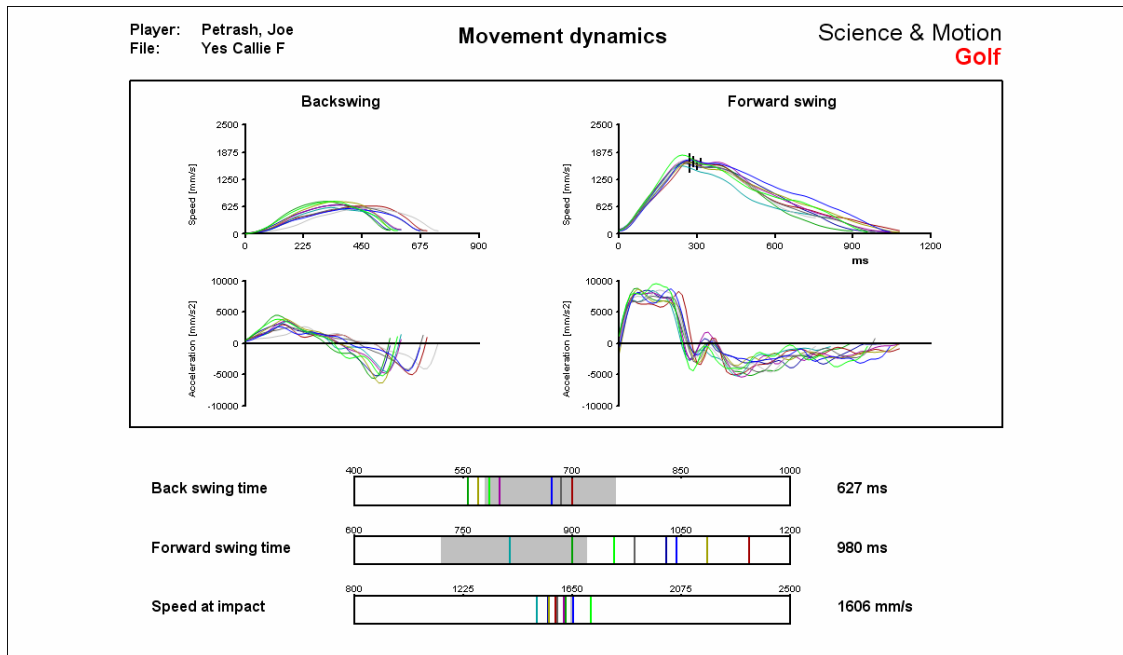 Player: Petrash, Joe
File: Yes Callie F
Movement dynamics
Science & Motion
Golf
Backswing
Forward swing
Speed [mm/s]
2500
1875
1250
625
0
0 225 450 675 900
Speed [mm/s]
2500
1875
1250
625
0
0 300 600 900 1200
ms
Acceleration [mm/s2]
10000
5000
0
-5000
-10000
Acceleration [mm/s2]
10000
5000
0
-5000
-10000
400 550 700 850 1000
Back swing time 627 ms
600 750 900 1050 1200
Forward swing time 980 ms
800 1225 1650 2075 2500
Speed at impact 1606 mm/s